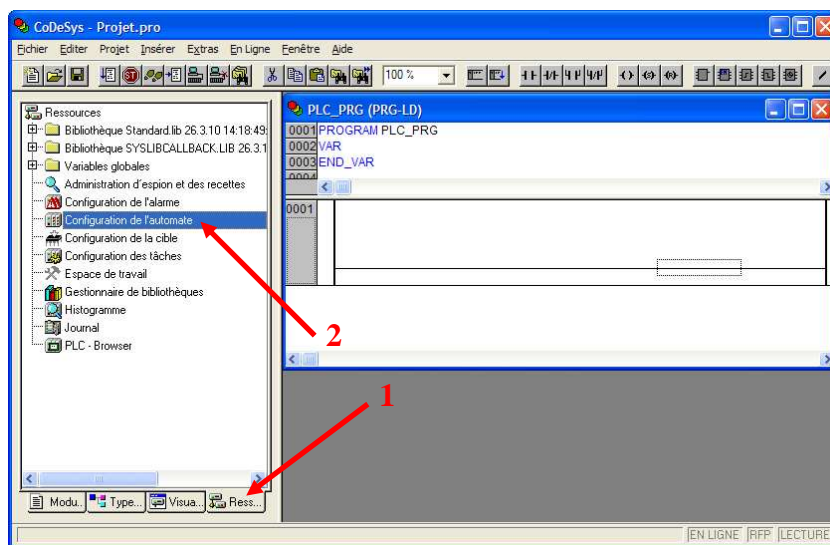 CoDeSys - Projet.pro
Fichier Editer Projet Insérer Extras En Ligne Fenêtre Aide
100 %
Ressources
Bibliothèque Standard.lib 26.3.10 14:18:49:
Bibliothèque SYSLIBCALLBACK.LIB 26.3.1
Variables globales
Administration d'espion et des recettes
Configuration de l'alarme
Configuration de l'automate
Configuration de la cible
Configuration des tâches
Espace de travail
Gestionnaire de bibliothèques
Histogramme
Journal
PLC - Browser
Modu... Type... Visua... Ress...
PLC_PRG (PRG-LD)
0001 PROGRAM PLC_PRG
0002 VAR
0003 END_VAR
0004
0001
2
1
EN LIGNE RFP LECTURE